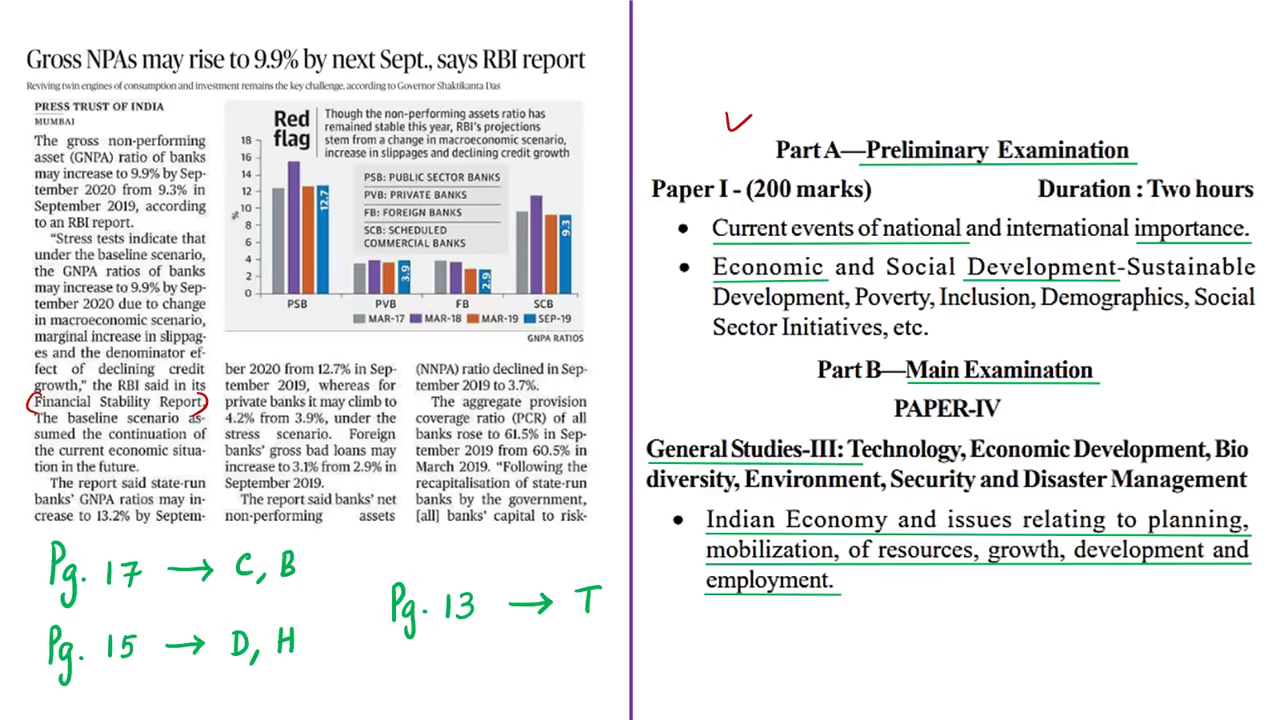 Gross NPAs may rise to 9.9% by next Sept., says RBI report
Reviving twin engines of consumption and investment remains the key challenge, according to Governor Shaktikanta Das
PRESS TRUST OF INDIA
MUMBAI
The gross non-performing
asset (GNPA) ratio of banks
may increase to 9.9% by Sep-
tember 2020 from 9.3% in
September 2019, according
to an RBI report.
“Stress tests indicate that
under the baseline scenario,
the GNPA ratios of banks
may increase to 9.9% by Sep-
tember 2020 due to change
in macroeconomic scenario,
marginal increase in slippag-
es and the denominator ef-
fect of declining credit
growth,” the RBI said in its
Financial Stability Report.
The baseline scenario as-
sumed the continuation of
the current economic situa-
tion in the future.
The report said state-run
banks’ GNPA ratios may in-
crease to 13.2% by Septem-
Red
flag
Though the non-performing assets ratio has
remained stable this year, RBI’s projections
stem from a change in macroeconomic scenario,
increase in slippages and declining credit growth
PSB: PUBLIC SECTOR BANKS
PVB: PRIVATE BANKS
FB: FOREIGN BANKS
SCB: SCHEDULED
COMMERCIAL BANKS
%
18
16
14
12
10
8
6
4
2
0
12.7
3.9
2.9
9.3
PSB PVB FB SCB
MAR-17 MAR-18 MAR-19 SEP-19
GNPA RATIOS
ber 2020 from 12.7% in Sep-
tember 2019, whereas for
private banks it may climb to
4.2% from 3.9%, under the
stress scenario. Foreign
banks’ gross bad loans may
increase to 3.1% from 2.9% in
September 2019.
The report said banks’ net
non-performing assets
(NNPA) ratio declined in Sep-
tember 2019 to 3.7%.
The aggregate provision
coverage ratio (PCR) of all
banks rose to 61.5% in Sep-
tember 2019 from 60.5% in
March 2019. “Following the
recapitalisation of state-run
banks by the government,
[all] banks’ capital to risk-
Pg. 17 → C, B
Pg. 15 → D, H
Pg. 13 → T
Part A—Preliminary Examination
Paper I - (200 marks) Duration : Two hours
• Current events of national and international importance.
• Economic and Social Development-Sustainable
Development, Poverty, Inclusion, Demographics, Social
Sector Initiatives, etc.
Part B—Main Examination
PAPER-IV
General Studies-III: Technology, Economic Development, Bio
diversity, Environment, Security and Disaster Management
• Indian Economy and issues relating to planning,
mobilization, of resources, growth, development and
employment.